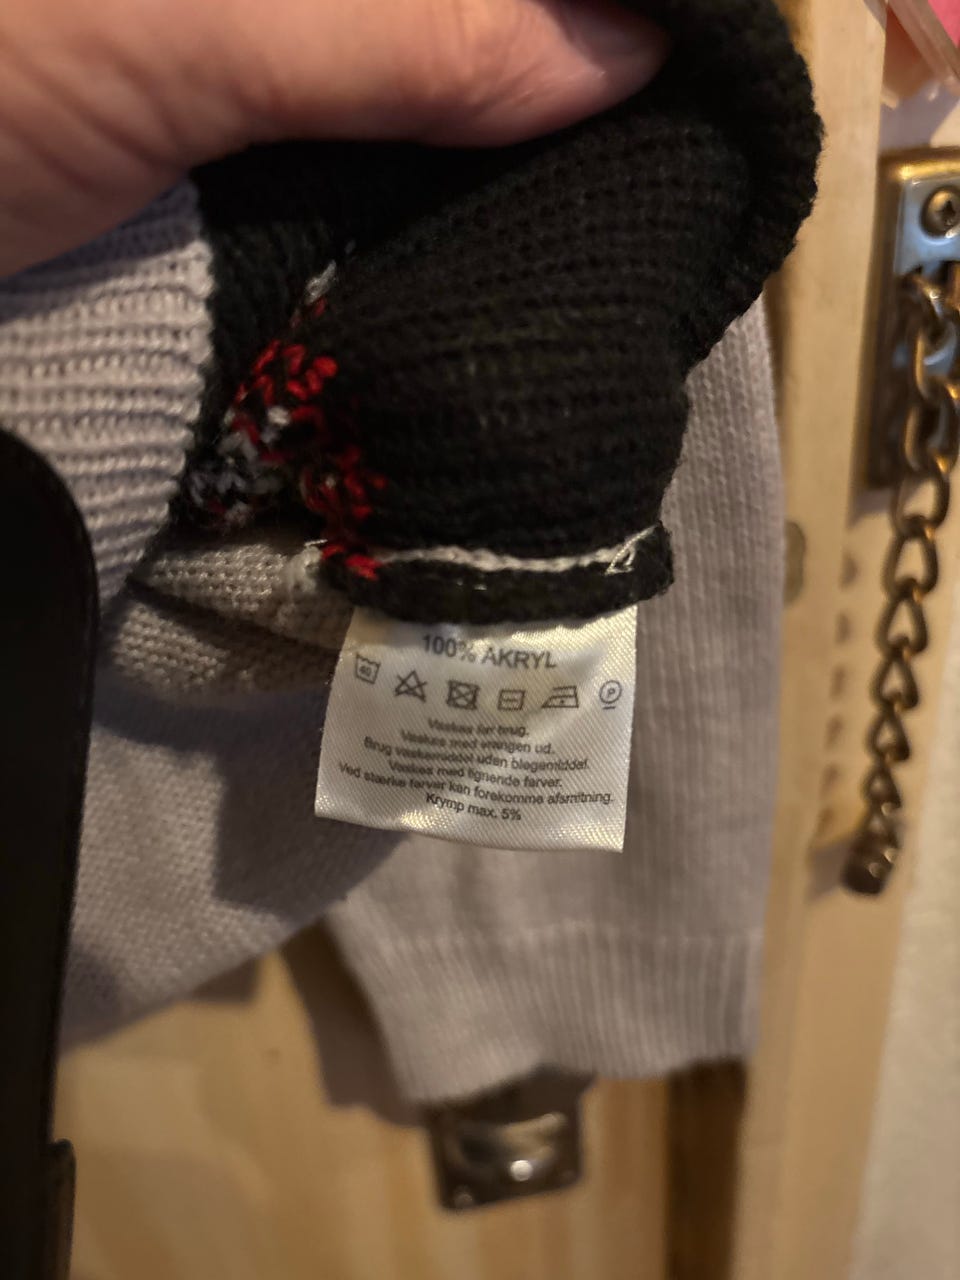 100% AKRYL
40
P
Vaskes før brug.
Vaskes med vrangen ud.
Brug vaskemiddel uden blegemiddel.
Vaskes med lignende farver.
Ved stærke farver kan forekomme afsmitning.
Krymp max. 5%